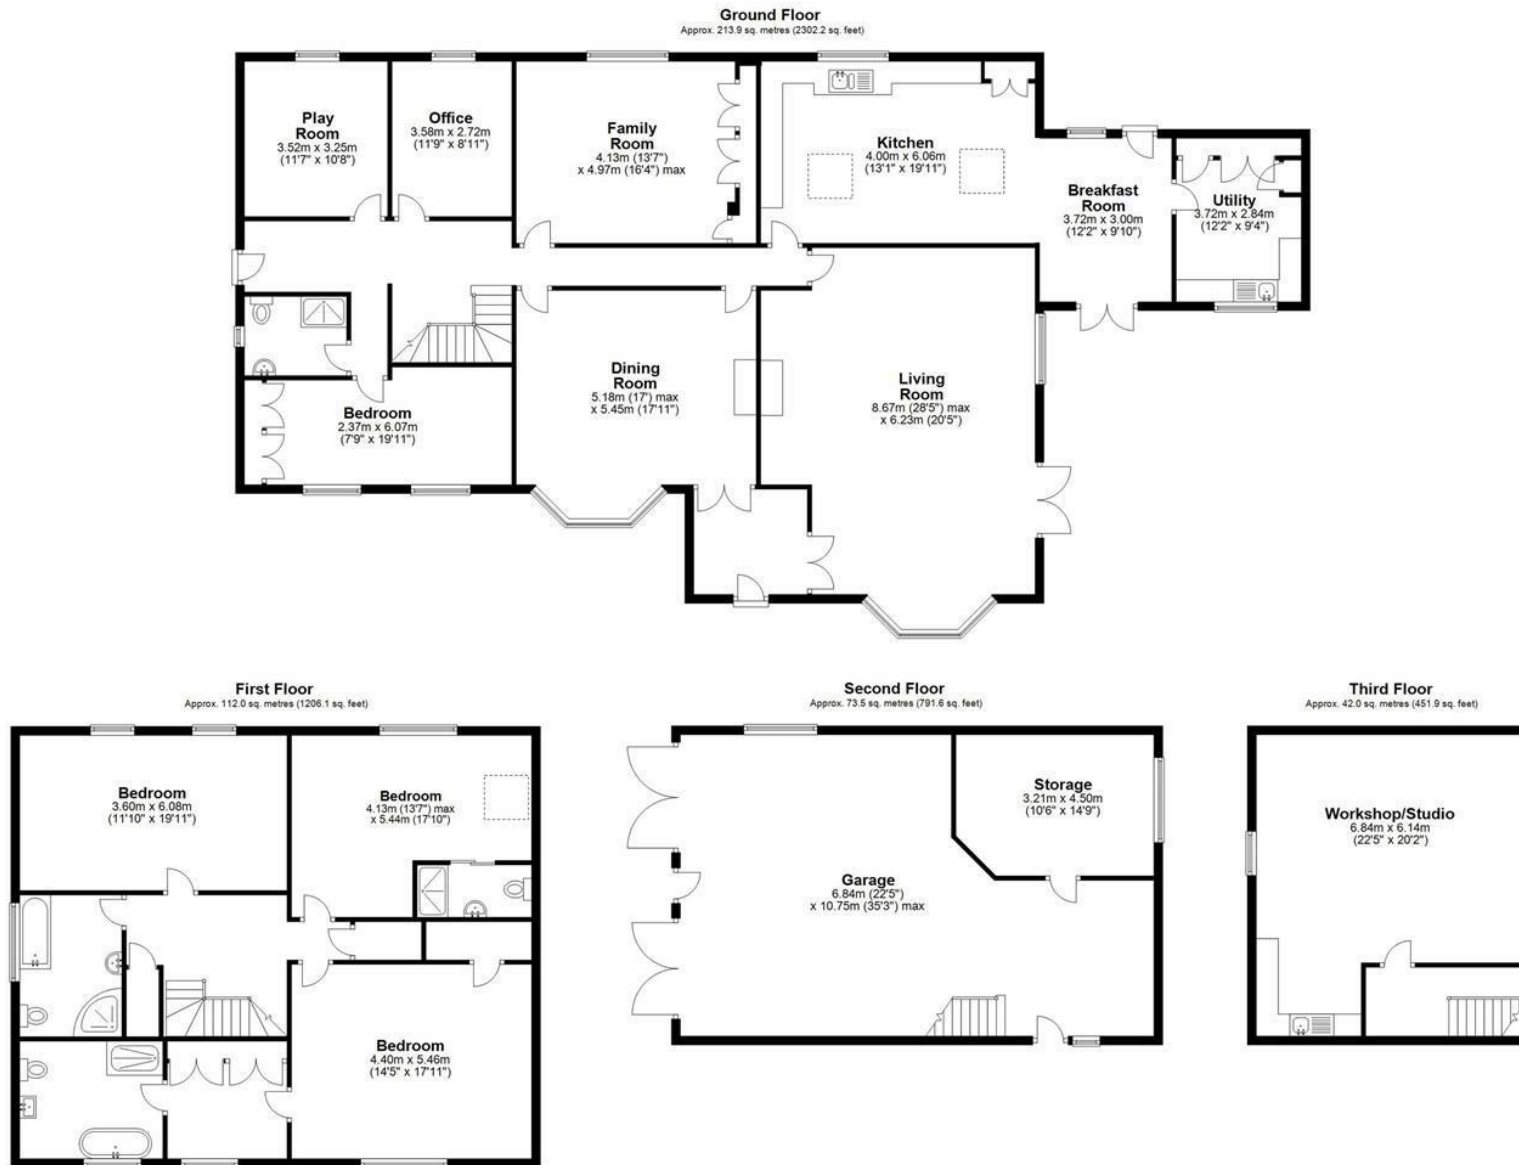 Ground Floor
Approx. 213.9 sq. metres (2302.2 sq. feet)
Play
Room
3.52m x 3.25m
(11'7" x 10'8")
Office
3.58m x 2.72m
(11'9" x 8'11")
Family
Room
4.13m (13'7")
x 4.97m (16'4") max
Kitchen
4.00m x 6.06m
(13'1" x 19'11")
Breakfast
Room
3.72m x 3.00m
(12'2" x 9'10")
Utility
3.72m x 2.84m
(12'2" x 9'4")
Bedroom
2.37m x 6.07m
(7'9" x 19'11")
Dining
Room
5.18m (17') max
x 5.45m (17'11")
Living
Room
8.67m (28'5") max
x 6.23m (20'5")
First Floor
Approx. 112.0 sq. metres (1206.1 sq. feet)
Bedroom
3.60m x 6.08m
(11'10" x 19'11")
Bedroom
4.13m (13'7") max
x 5.44m (17'10")
Bedroom
4.40m x 5.46m
(14'5" x 17'11")
Second Floor
Approx. 73.5 sq. metres (791.6 sq. feet)
Storage
3.21m x 4.50m
(10'6" x 14'9")
Garage
6.84m (22'5")
x 10.75m (35'3") max
Third Floor
Approx. 42.0 sq. metres (451.9 sq. feet)
Workshop/Studio
6.84m x 6.14m
(22'5" x 20'2")